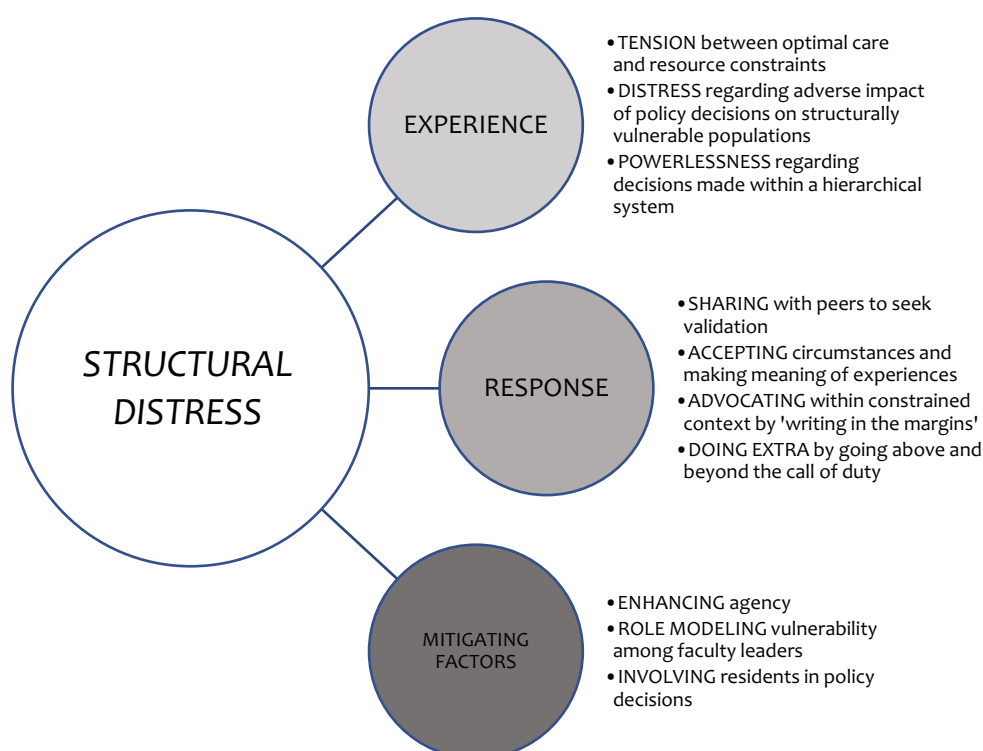 STRUCTURAL
DISTRESS
EXPERIENCE
•TENSION between optimal care
and resource constraints
•DISTRESS regarding adverse impact
of policy decisions on structurally
vulnerable populations
•POWERLESSNESS regarding
decisions made within a hierarchical
system
RESPONSE
•SHARING with peers to seek
validation
•ACCEPTING circumstances and
making meaning of experiences
•ADVOCATING within constrained
context by 'writing in the margins'
•DOING EXTRA by going above and
beyond the call of duty
MITIGATING
FACTORS
•ENHANCING agency
•ROLE MODELING vulnerability
among faculty leaders
•INVOLVING residents in policy
decisions